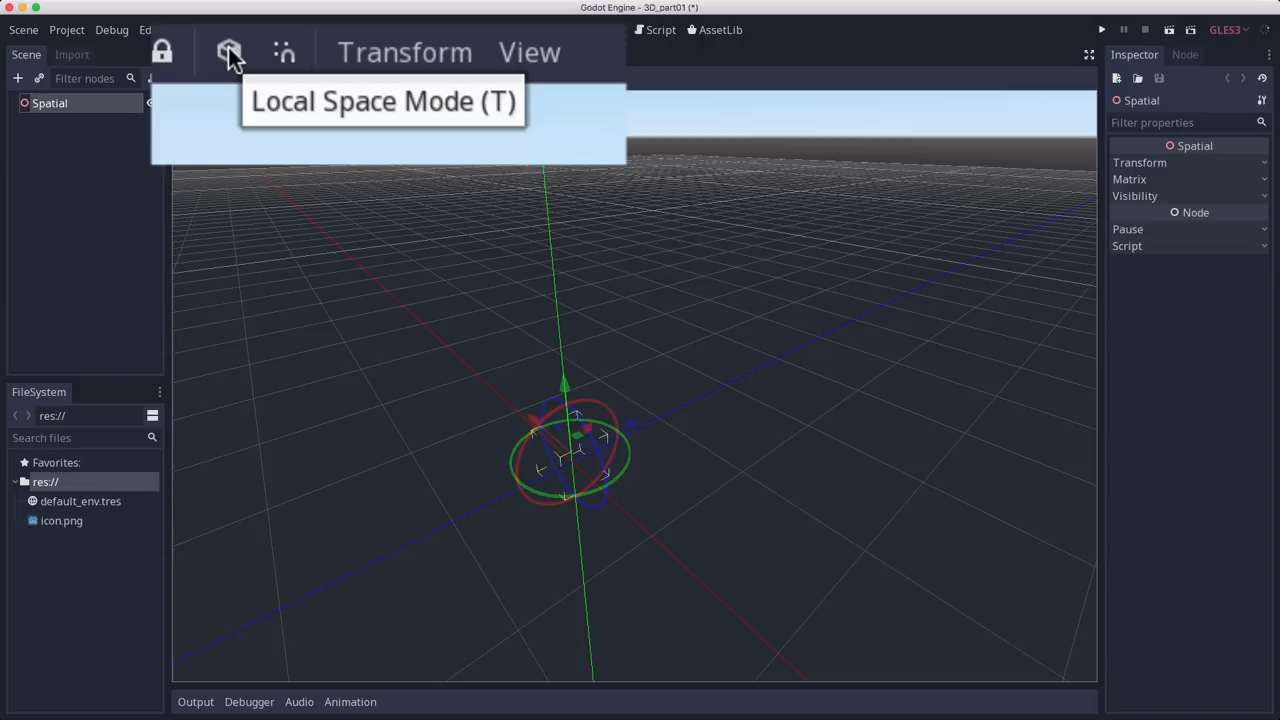 Godot Engine - 3D_part01 (*)
Scene Project Debug Ed
Script AssetLib
GLES3
Transform View
Local Space Mode (T)
Scene Import
Filter nodes
Spatial
FileSystem
res://
Search files
Favorites:
res://
default_env.tres
icon.png
Inspector Node
Spatial
Filter properties
Spatial
Transform
Matrix
Visibility
Node
Pause
Script
Output Debugger Audio Animation